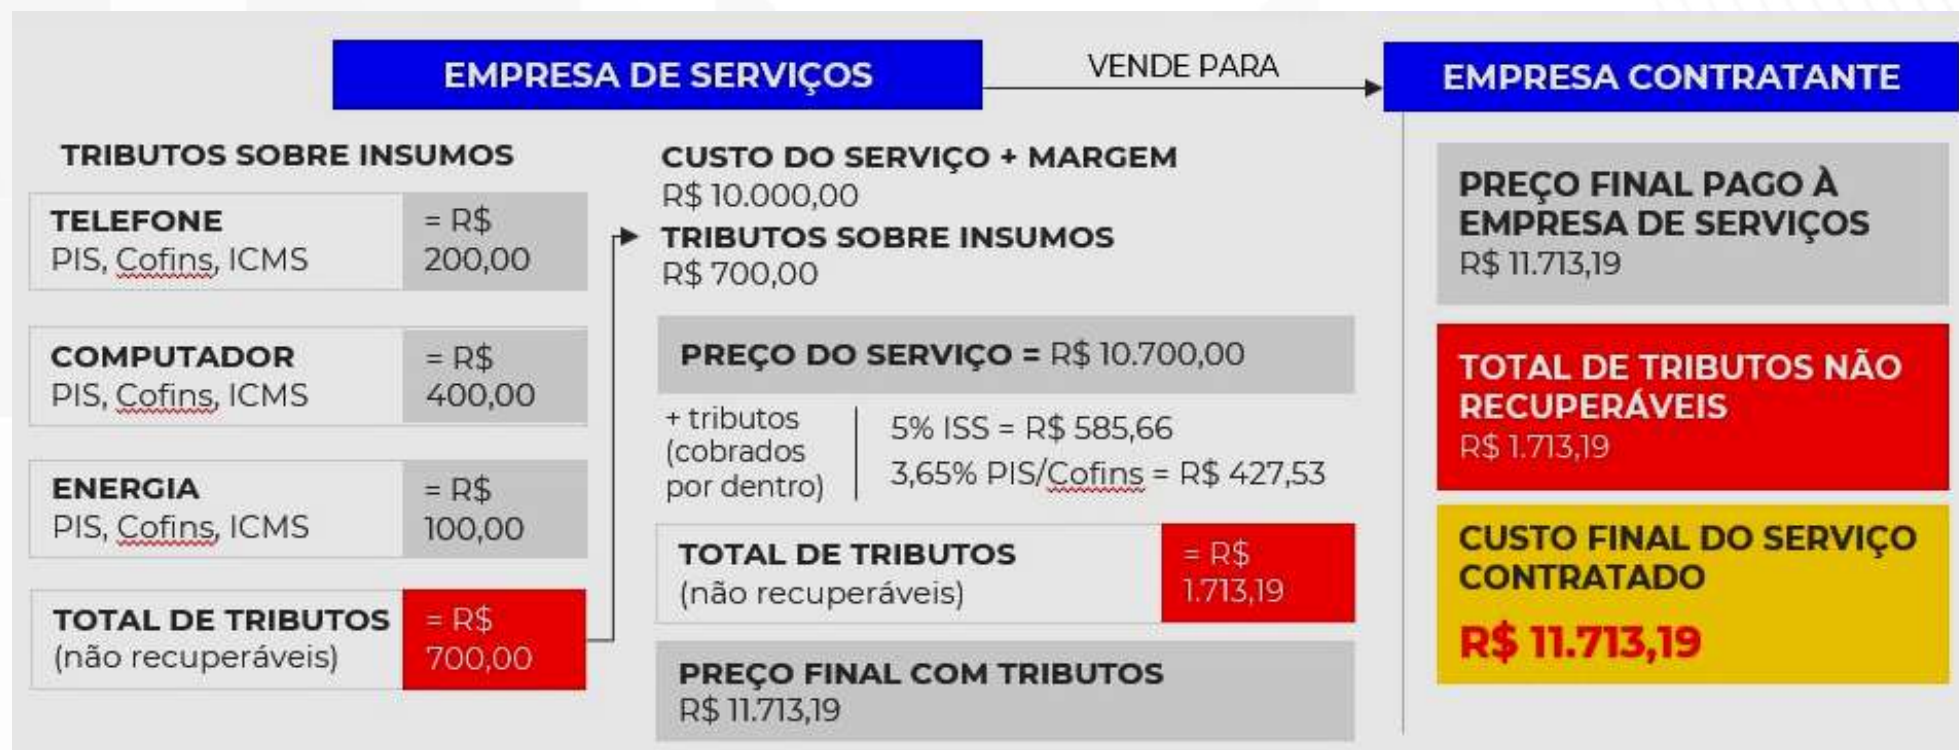 EMPRESA DE SERVIÇOS
VENDE PARA
EMPRESA CONTRATANTE
TRIBUTOS SOBRE INSUMOS
TELEFONE
PIS, Cofins, ICMS
= R$
200,00
COMPUTADOR
PIS, Cofins, ICMS
= R$
400,00
ENERGIA
PIS, Cofins, ICMS
= R$
100,00
TOTAL DE TRIBUTOS
(não recuperáveis)
= R$
700,00
CUSTO DO SERVIÇO + MARGEM
R$ 10.000,00
TRIBUTOS SOBRE INSUMOS
R$ 700,00
PREÇO DO SERVIÇO = R$ 10.700,00
+ tributos
(cobrados
por dentro)
5% ISS = R$ 585,66
3,65% PIS/Cofins = R$ 427,53
TOTAL DE TRIBUTOS
(não recuperáveis)
= R$
1.713,19
PREÇO FINAL COM TRIBUTOS
R$ 11.713,19
PREÇO FINAL PAGO À
EMPRESA DE SERVIÇOS
R$ 11.713,19
TOTAL DE TRIBUTOS NÃO
RECUPERÁVEIS
R$ 1.713,19
CUSTO FINAL DO SERVIÇO
CONTRATADO
R$ 11.713,19